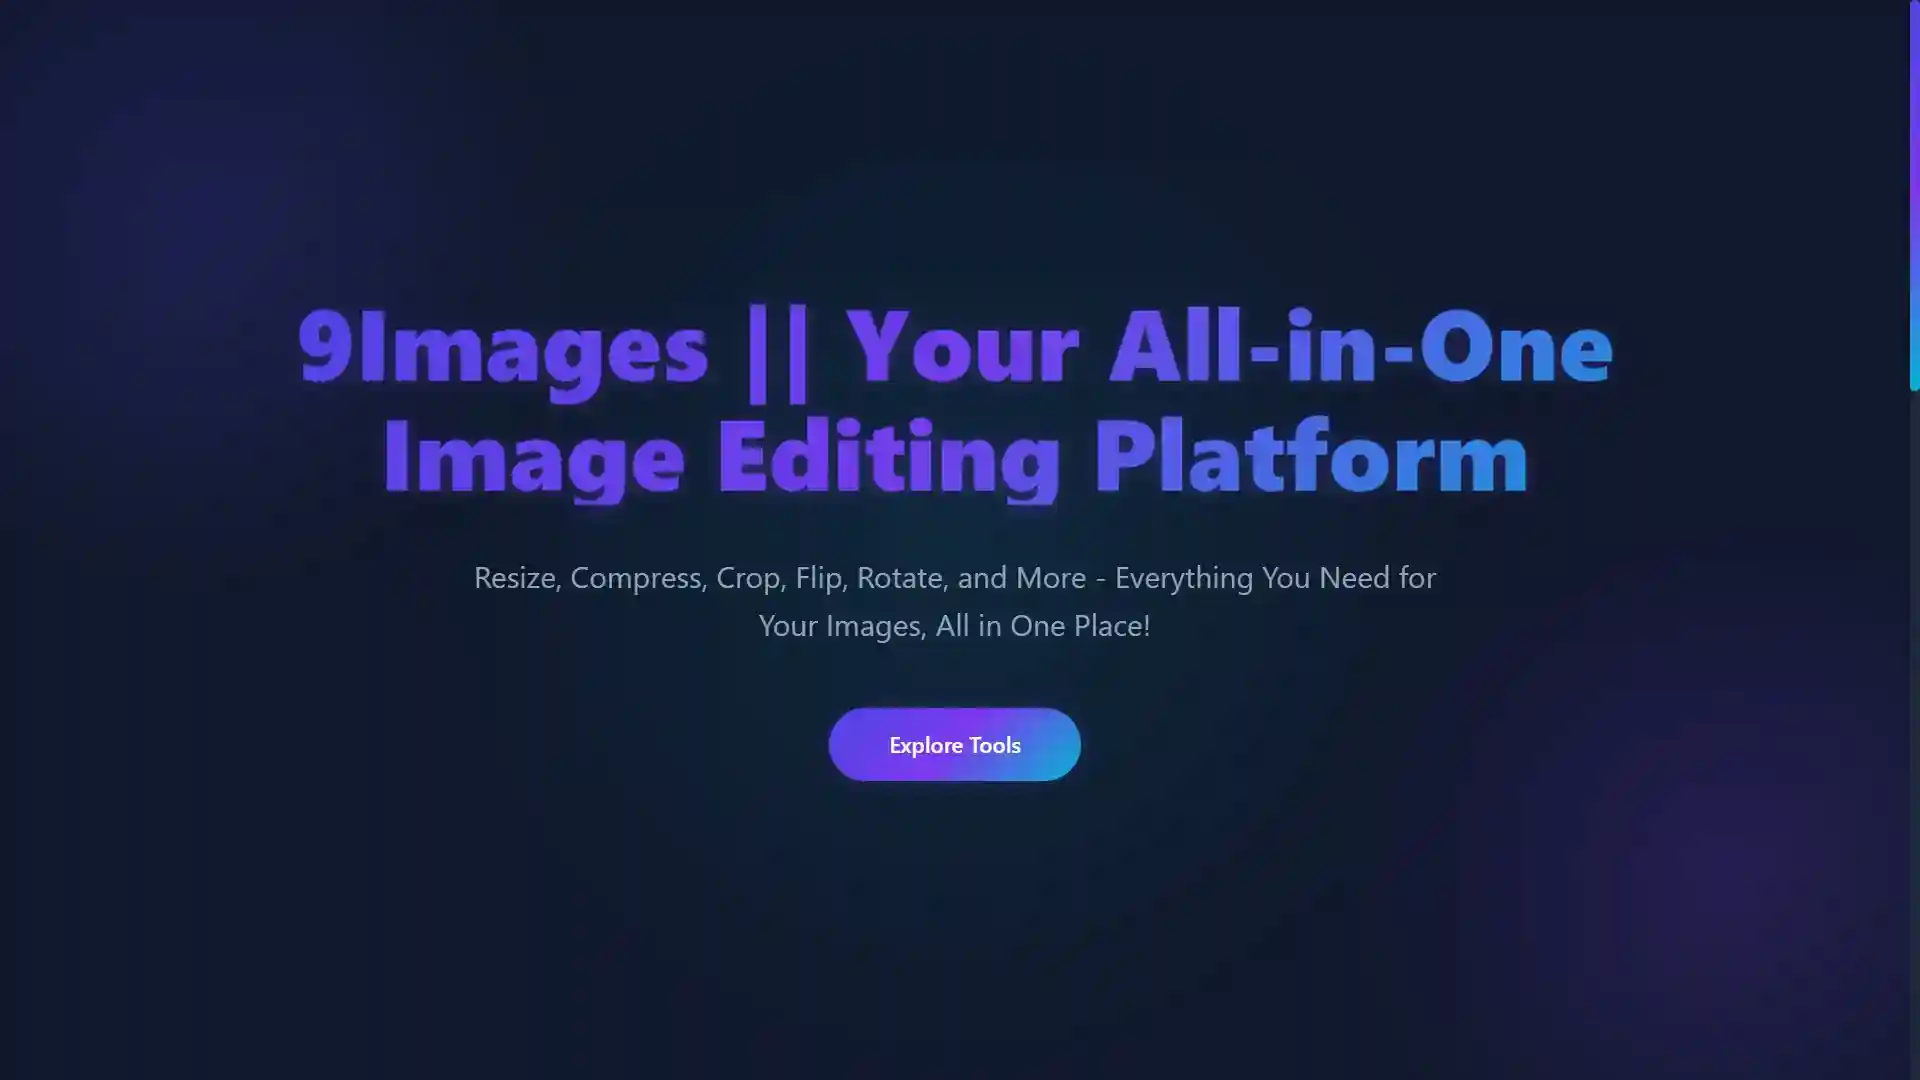 9Images || Your All-in-One
Image Editing Platform
Resize, Compress, Crop, Flip, Rotate, and More - Everything You Need for
Your Images, All in One Place!
Explore Tools